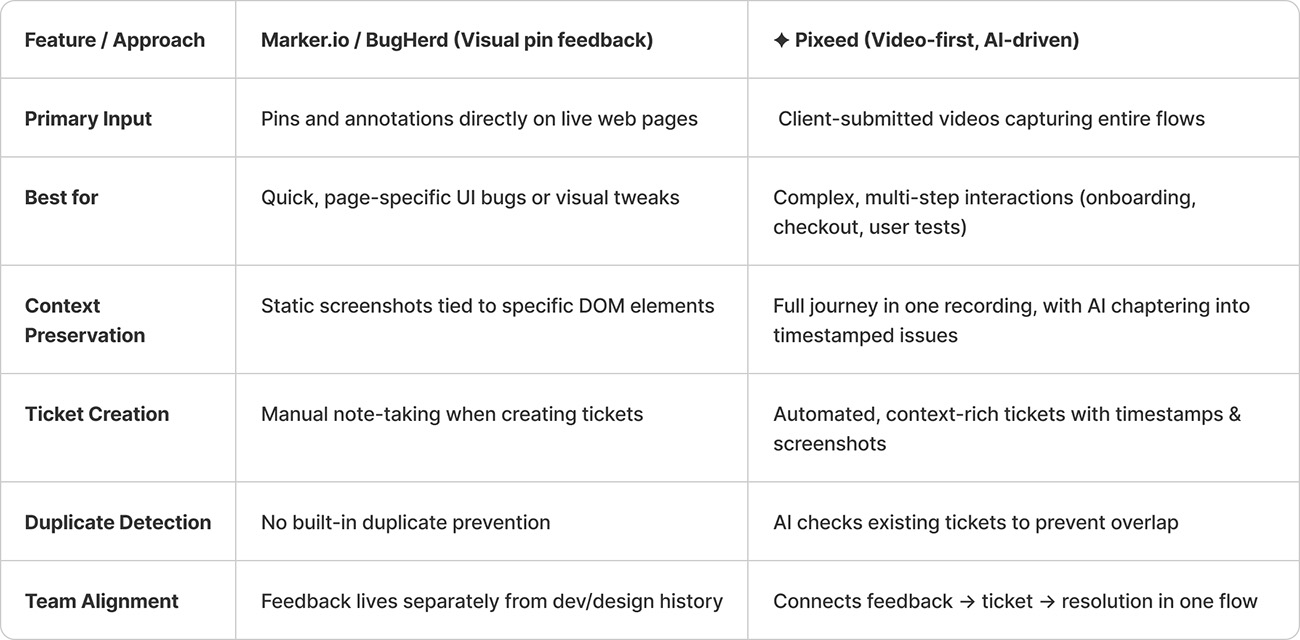 Feature / Approach
Marker.io / BugHerd (Visual pin feedback)
✦ Pixeed (Video-first, AI-driven)
Primary Input
Pins and annotations directly on live web pages
Client-submitted videos capturing entire flows
Best for
Quick, page-specific UI bugs or visual tweaks
Complex, multi-step interactions (onboarding,
checkout, user tests)
Context
Preservation
Static screenshots tied to specific DOM elements
Full journey in one recording, with AI chaptering into
timestamped issues
Ticket Creation
Manual note-taking when creating tickets
Automated, context-rich tickets with timestamps &
screenshots
Duplicate Detection
No built-in duplicate prevention
AI checks existing tickets to prevent overlap
Team Alignment
Feedback lives separately from dev/design history
Connects feedback → ticket → resolution in one flow